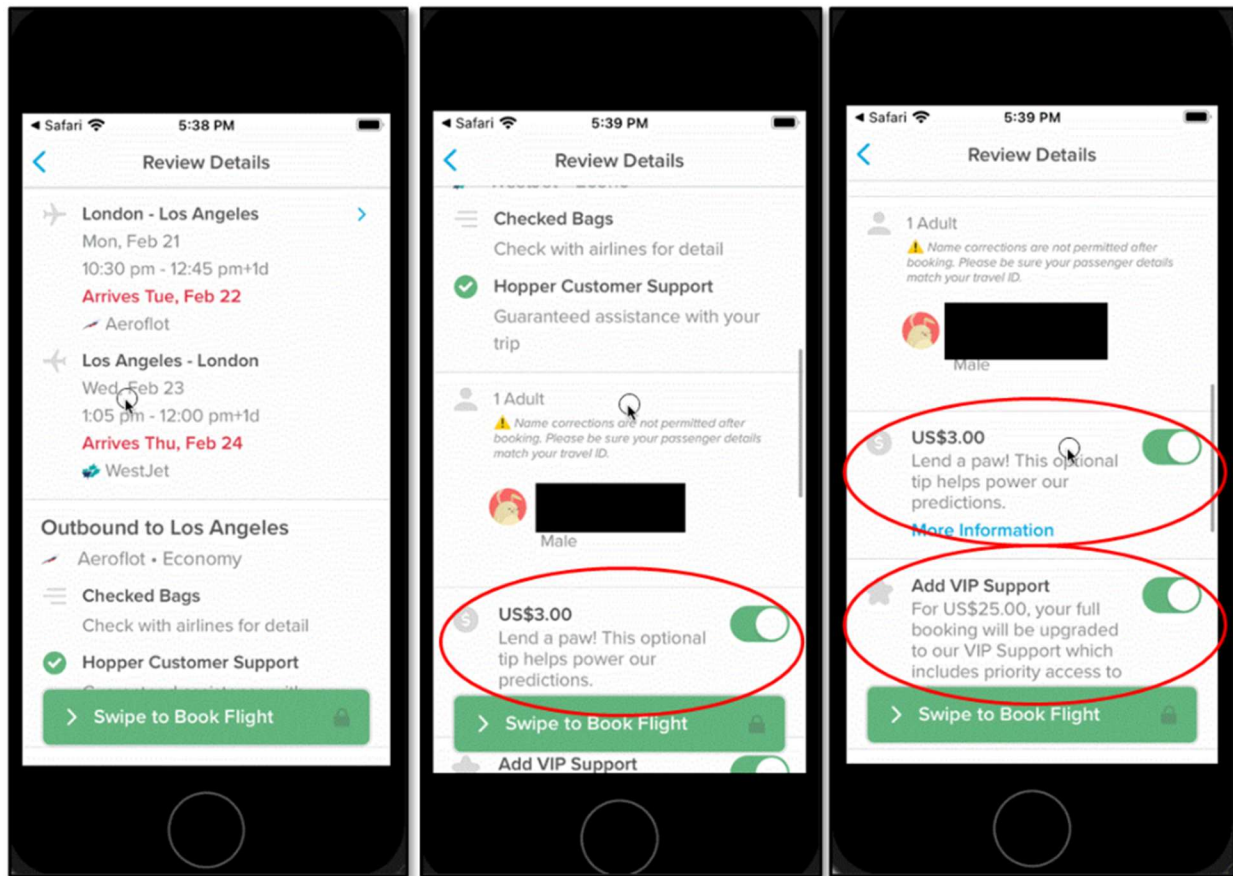 Safari
5:38 PM
Review Details
London - Los Angeles
Mon, Feb 21
10:30 pm - 12:45 pm+1d
Arrives Tue, Feb 22
Aeroflot
Los Angeles - London
Wed, Feb 23
1:05 pm - 12:00 pm+1d
Arrives Thu, Feb 24
WestJet
Outbound to Los Angeles
Aeroflot • Economy
Checked Bags
Check with airlines for detail
Hopper Customer Support
Swipe to Book Flight
Safari
5:39 PM
Review Details
Checked Bags
Check with airlines for detail
Hopper Customer Support
Guaranteed assistance with your
trip
1 Adult
Name corrections are not permitted after
booking. Please be sure your passenger details
match your travel ID.
Male
US$3.00
Lend a paw! This optional
tip helps power our
predictions.
Swipe to Book Flight
Add VIP Support
Safari
5:39 PM
Review Details
1 Adult
Name corrections are not permitted after
booking. Please be sure your passenger details
match your travel ID.
Male
US$3.00
Lend a paw! This optional
tip helps power our
predictions.
More Information
Add VIP Support
For US$25.00, your full
booking will be upgraded
to our VIP Support which
includes priority access to
Swipe to Book Flight